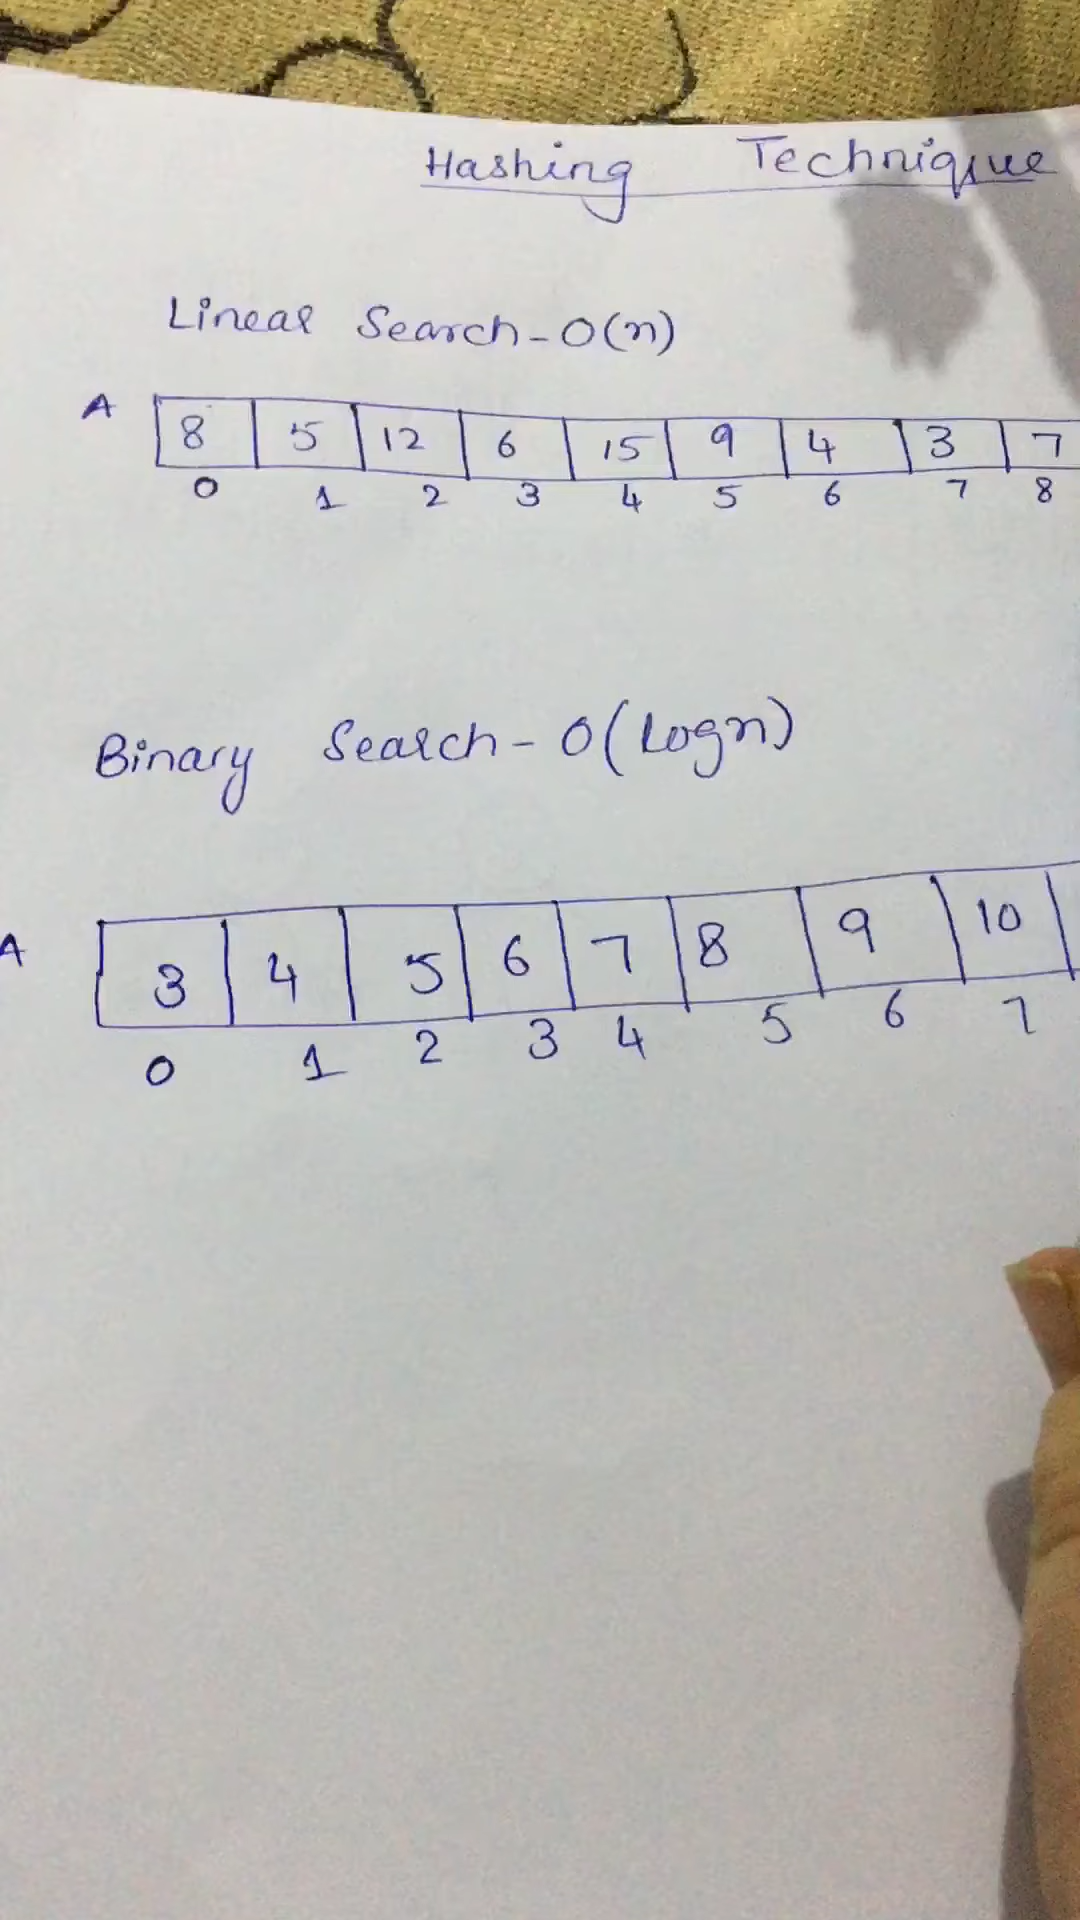 Hashing Technique
Linear Search - O(n)
A 8 5 12 6 15 9 4 3 7
0 1 2 3 4 5 6 7 8
Binary Search - O(logn)
A 3 4 5 6 7 8 9 10
0 1 2 3 4 5 6 7